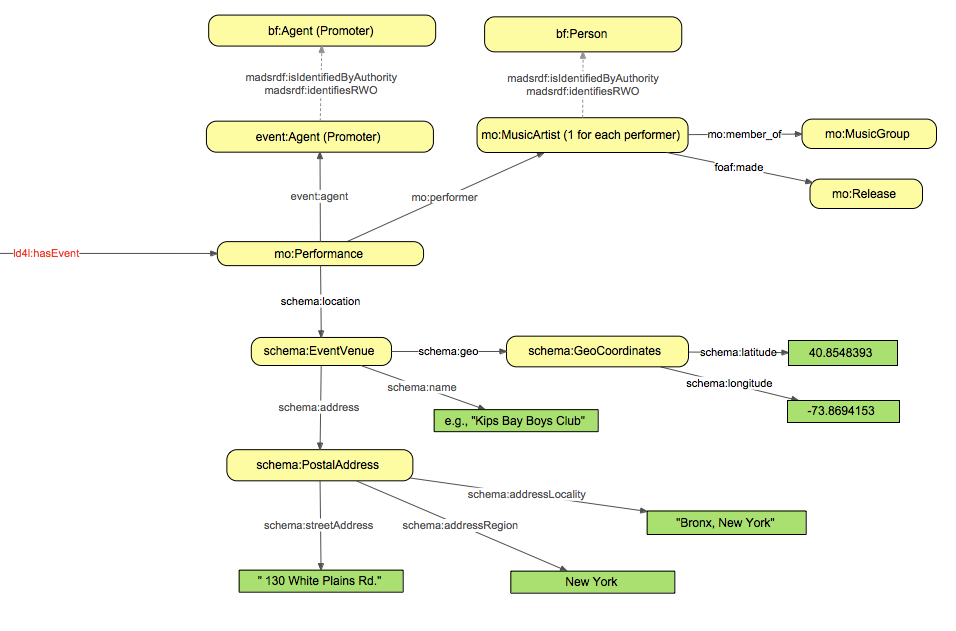 bf:Agent (Promoter)
bf:Person
madsrdf:isIdentifiedByAuthority
madsrdf:identifiesRWO
madsrdf:isIdentifiedByAuthority
madsrdf:identifiesRWO
event:Agent (Promoter)
mo:MusicArtist (1 for each performer)
mo:member_of
mo:MusicGroup
foaf:made
mo:Release
event:agent
mo:performer
ld4l:hasEvent
mo:Performance
schema:location
schema:EventVenue
schema:geo
schema:GeoCoordinates
schema:latitude
40.8548393
schema:longitude
-73.8694153
schema:name
schema:address
e.g., "Kips Bay Boys Club"
schema:PostalAddress
schema:addressLocality
"Bronx, New York"
schema:streetAddress
schema:addressRegion
" 130 White Plains Rd."
New York